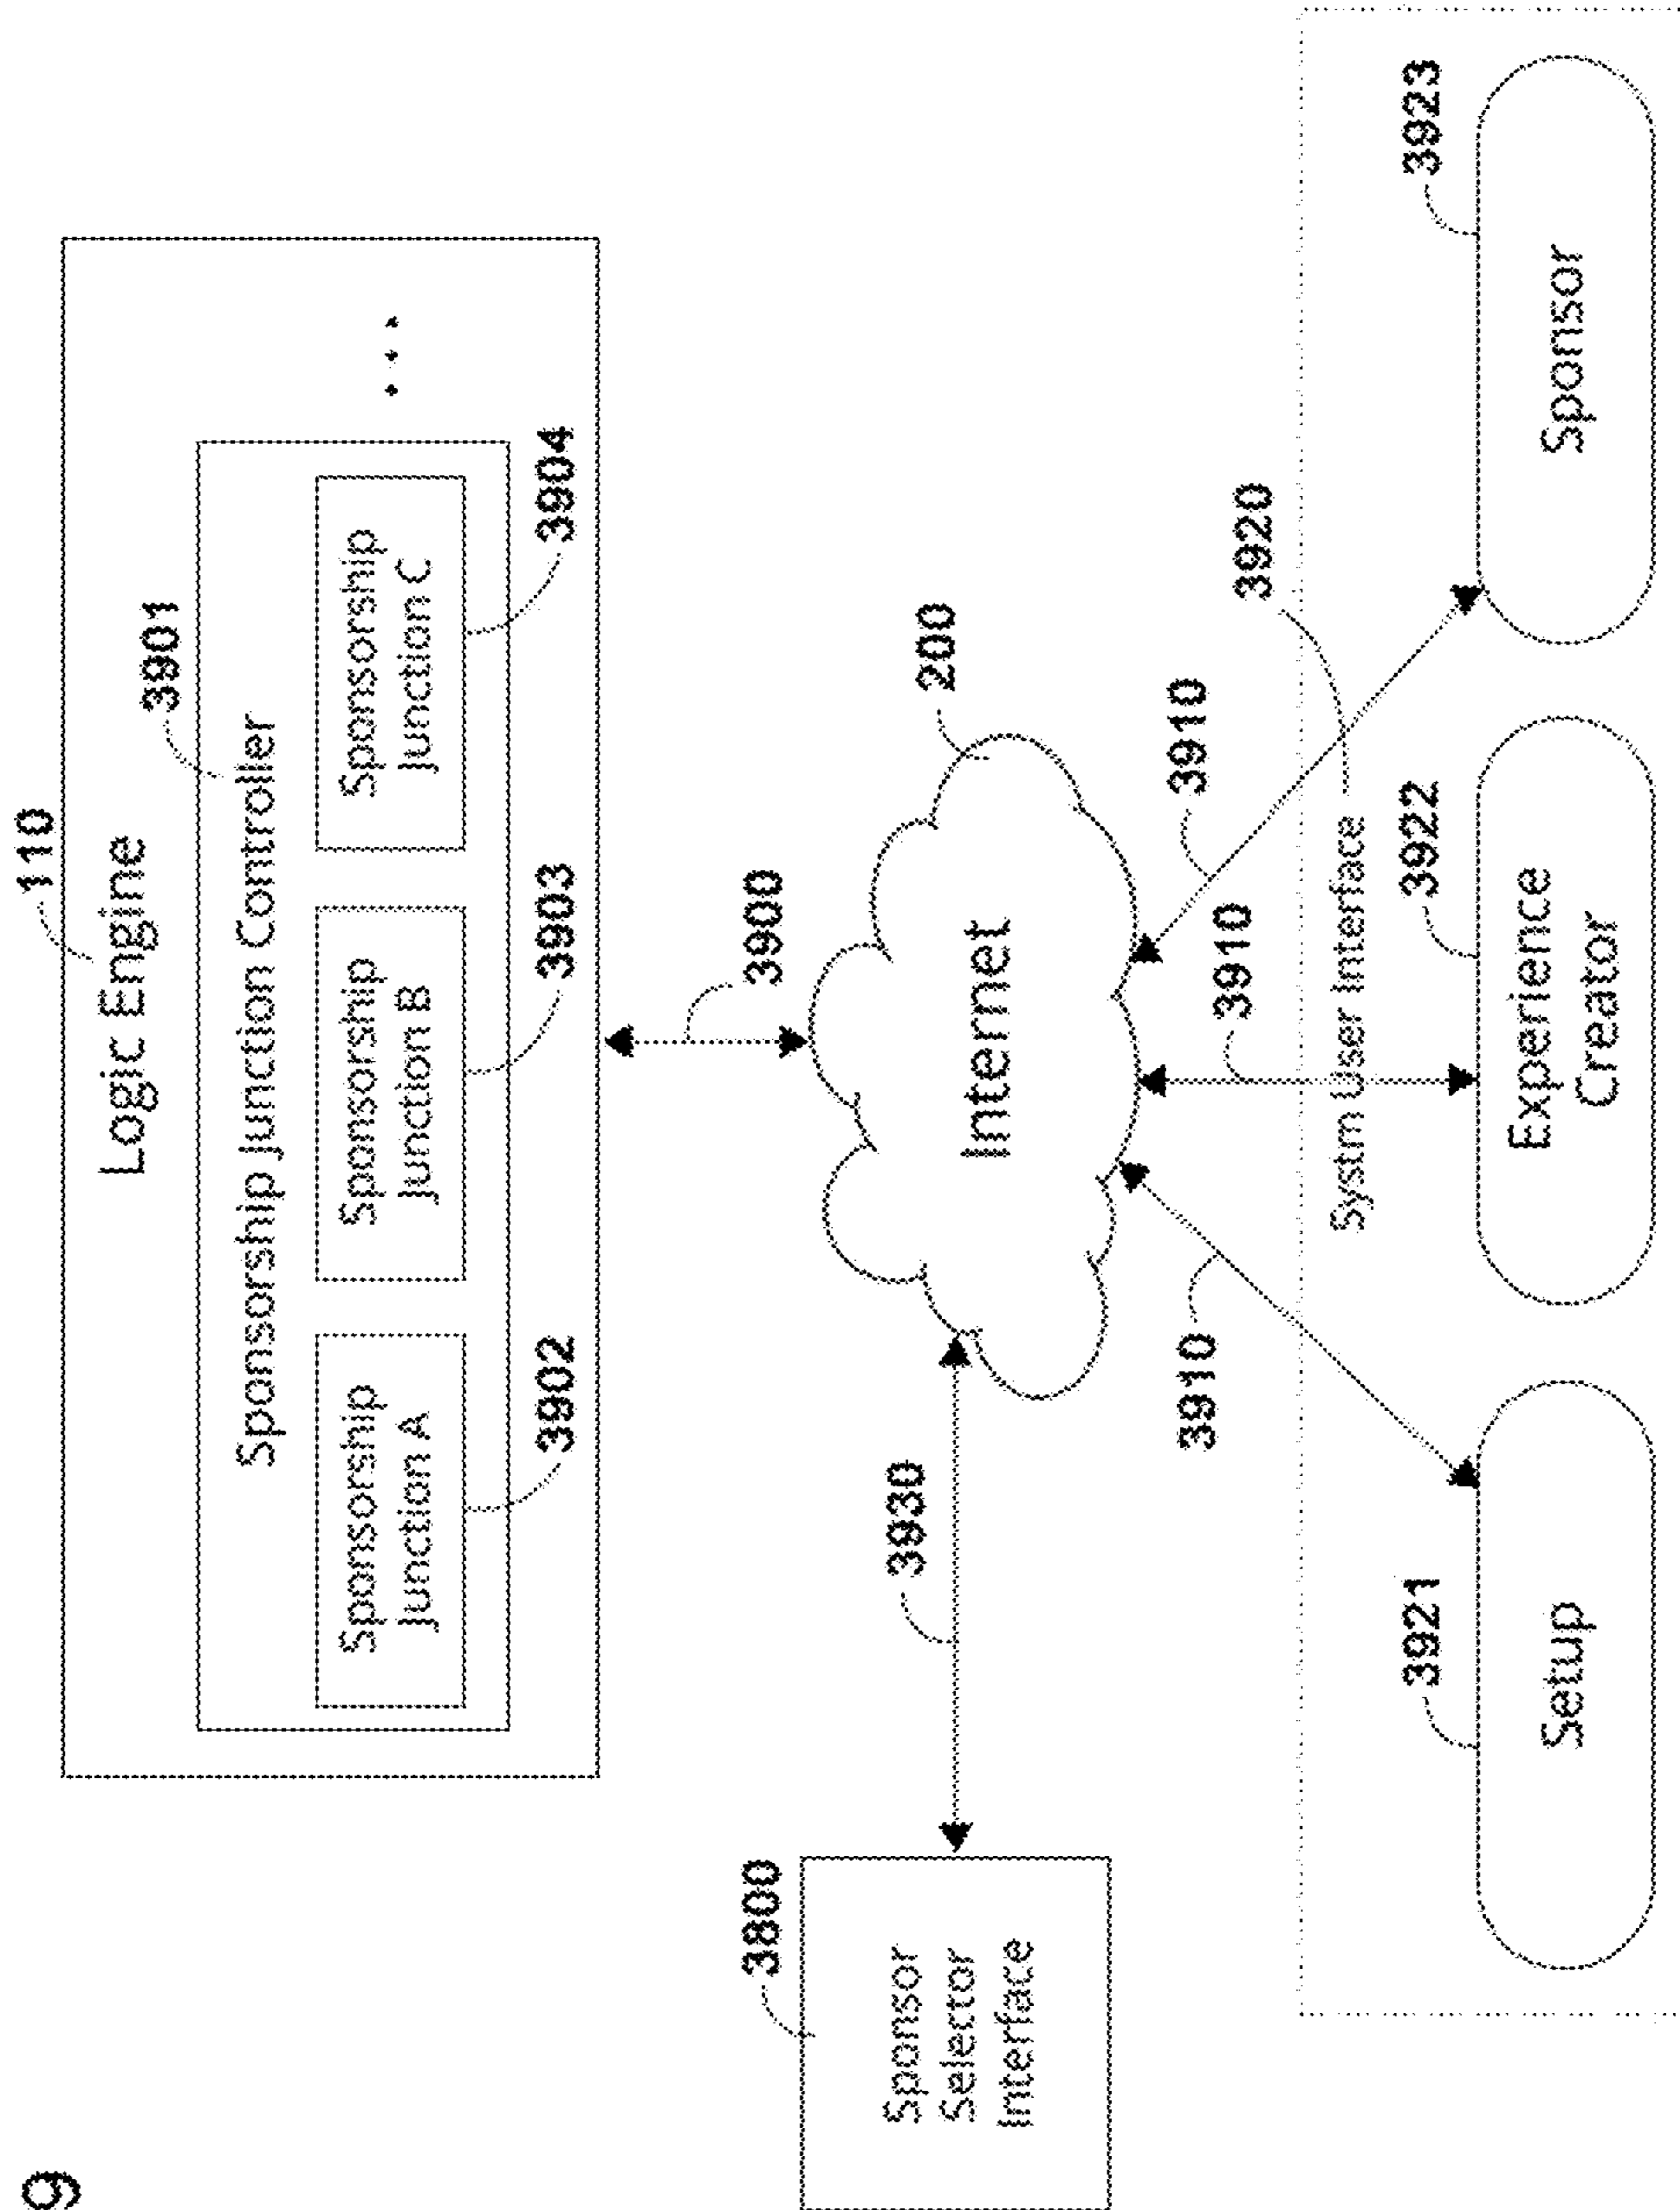 9
110
Logic Engine
3901
Sponsorship Junction Controller
Sponsorship
Junction A
Sponsorship
Junction B
Sponsorship
Junction C
...
3902
3903
3904
3800
3900
Sponsor
Selector
Interface
3930
200
Internet
3910
3910
3910
3920
Systm User Interface
3921
3922
3923
Setup
Experience
Creator
Sponsor